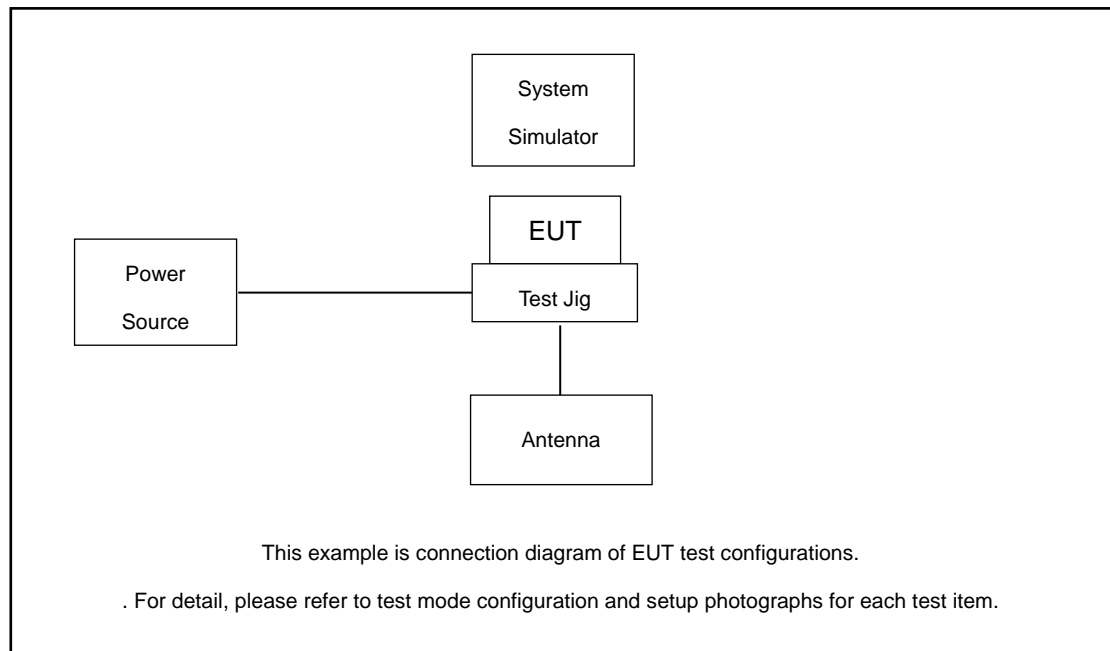 System
Simulator
EUT
Power
Source
Test Jig
Antenna
This example is connection diagram of EUT test configurations.
. For detail, please refer to test mode configuration and setup photographs for each test item.